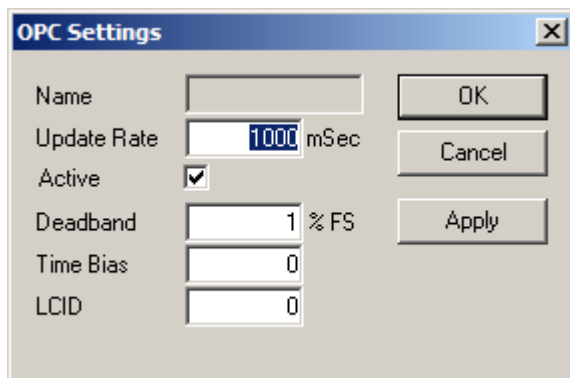 OPC Settings
Name
OK
Update Rate 1000 mSec
Cancel
Active
Deadband 1 % FS
Apply
Time Bias 0
LCID 0